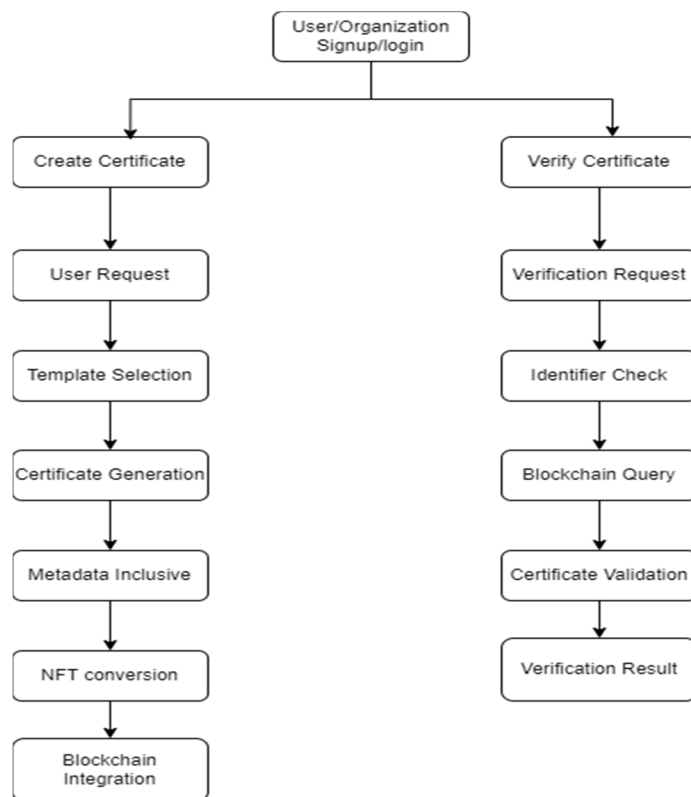 User/Organization
Signup/login
Create Certificate
Verify Certificate
User Request
Verification Request
Template Selection
Identifier Check
Certificate Generation
Blockchain Query
Metadata Inclusive
Certificate Validation
NFT conversion
Verification Result
Blockchain
Integration